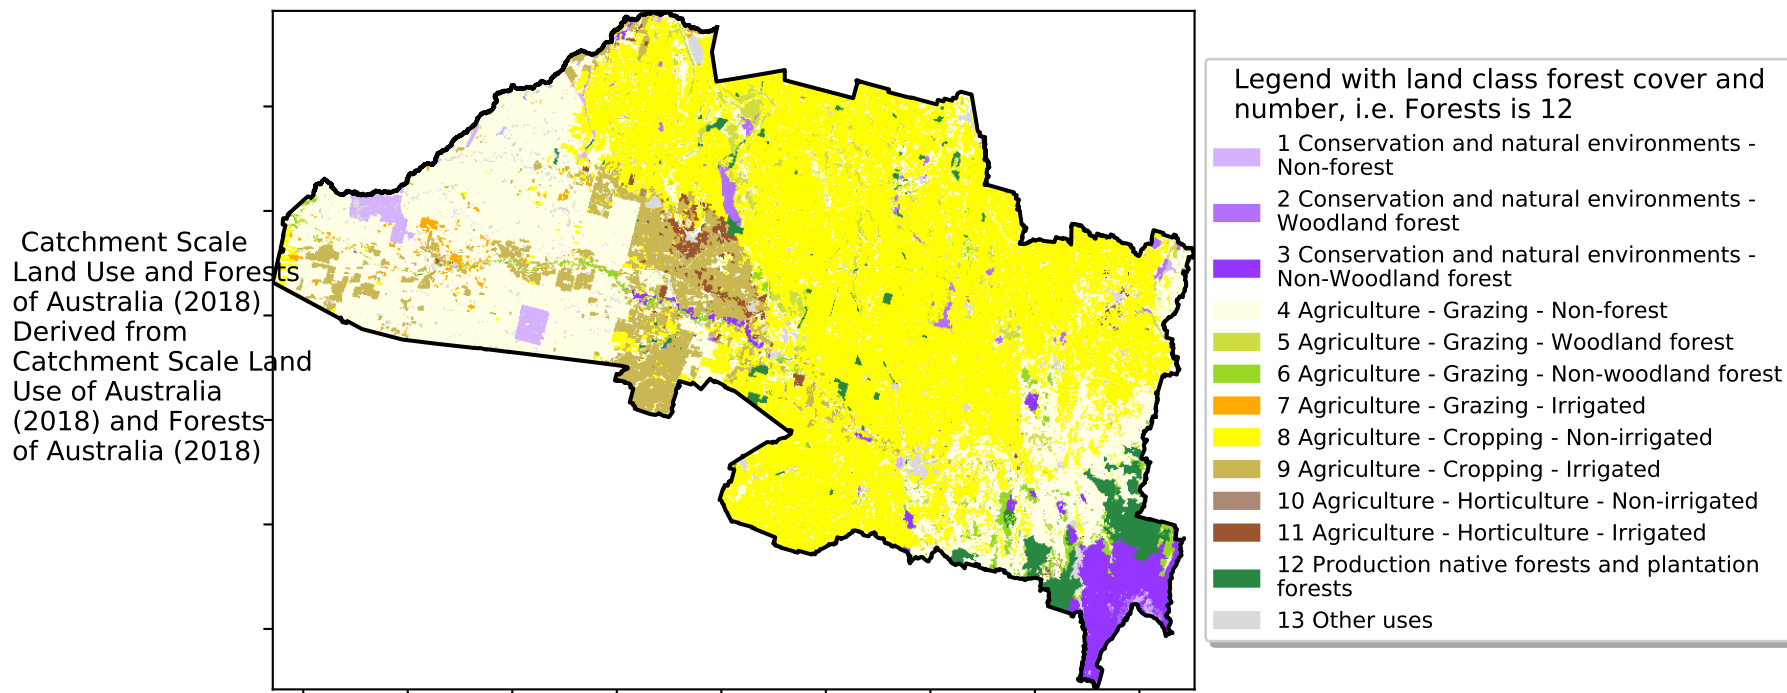 Catchment Scale
Land Use and Forests
of Australia (2018)
Derived from
Catchment Scale Land
Use of Australia
(2018) and Forests
of Australia (2018)
Legend with land class forest cover and
number, i.e. Forests is 12
1 Conservation and natural environments -
Non-forest
2 Conservation and natural environments -
Woodland forest
3 Conservation and natural environments -
Non-Woodland forest
4 Agriculture - Grazing - Non-forest
5 Agriculture - Grazing - Woodland forest
6 Agriculture - Grazing - Non-woodland forest
7 Agriculture - Grazing - Irrigated
8 Agriculture - Cropping - Non-irrigated
9 Agriculture - Cropping - Irrigated
10 Agriculture - Horticulture - Non-irrigated
11 Agriculture - Horticulture - Irrigated
12 Production native forests and plantation
forests
13 Other uses